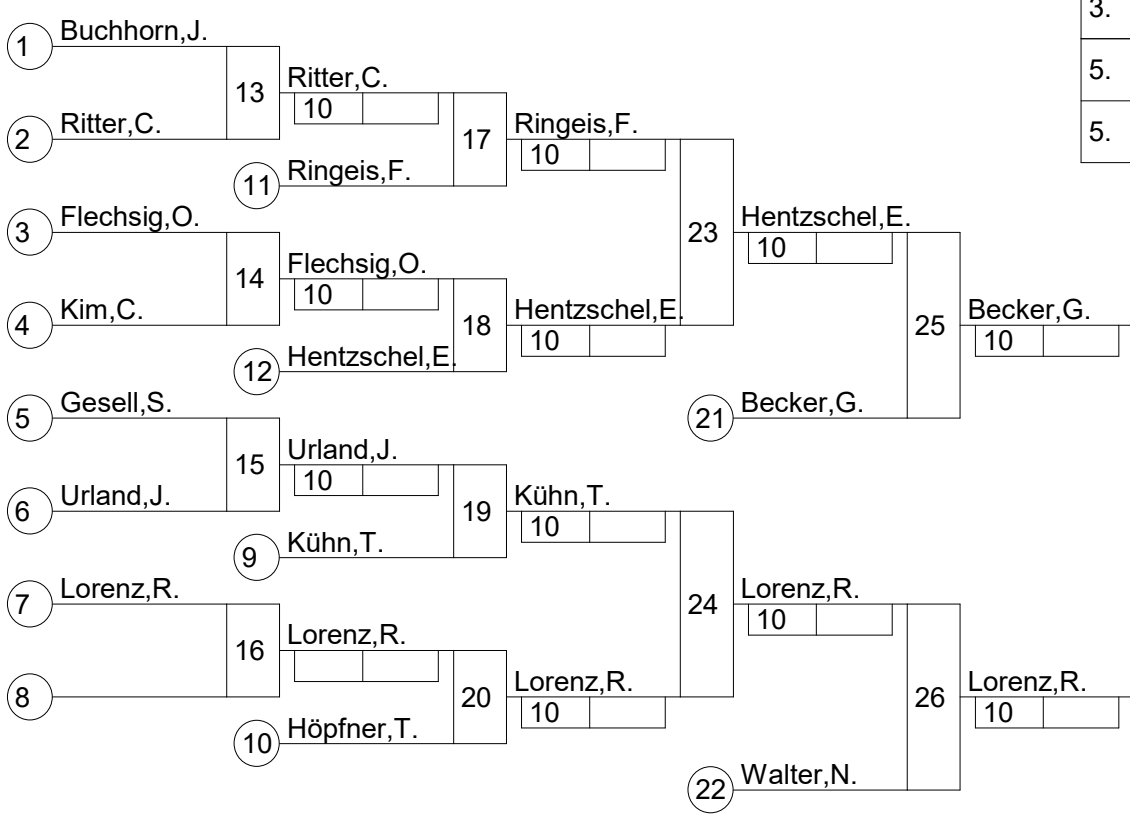 3.
1 Buchhorn,J.
13 Ritter,C.
5.
10
2 Ritter,C.
17 Ringeis,F.
5.
10
11 Ringeis,F.
3 Flechsig,O.
23 Hentzschel,E.
10
14 Flechsig,O.
10
4 Kim,C.
18 Hentzschel,E.
25 Becker,G.
10
10
12 Hentzschel,E.
5 Gesell,S.
21 Becker,G.
15 Urland,J.
10
6 Urland,J.
19 Kühn,T.
10
9 Kühn,T.
7 Lorenz,R.
24 Lorenz,R.
10
16 Lorenz,R.
8
20 Lorenz,R.
26 Lorenz,R.
10
10
10 Höpfner,T.
22 Walter,N.